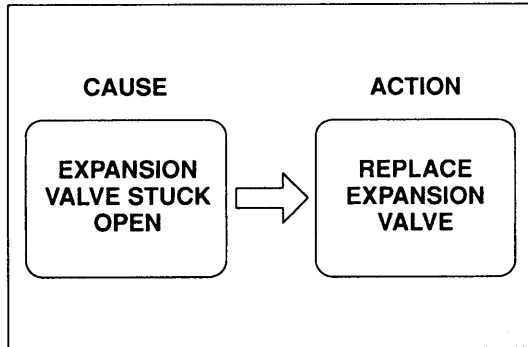 CAUSE
ACTION
EXPANSION
VALVE STUCK
OPEN
REPLACE
EXPANSION
VALVE